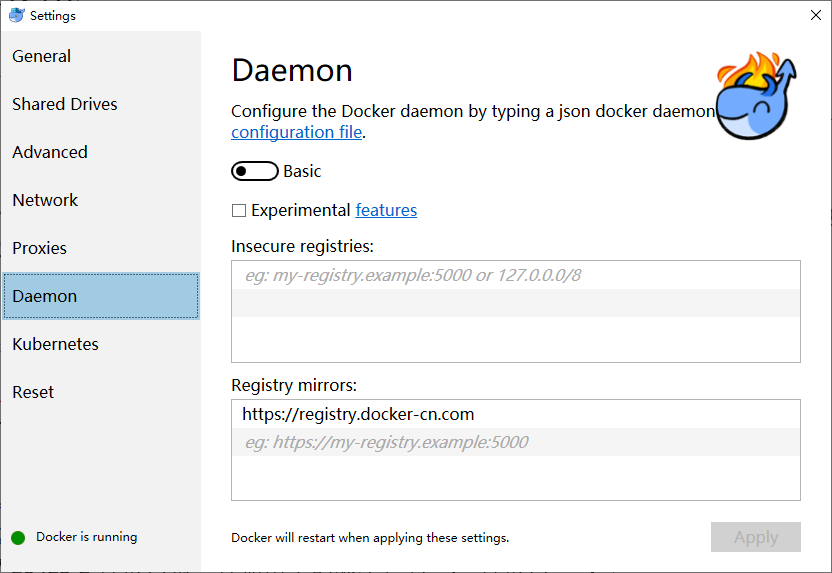 Settings
General
Shared Drives
Advanced
Network
Proxies
Daemon
Kubernetes
Reset
Docker is running
Daemon
Configure the Docker daemon by typing a json docker daemon
configuration file.
Basic
Experimental features
Insecure registries:
eg: my-registry.example:5000 or 127.0.0.0/8
Registry mirrors:
https://registry.docker-cn.com
eg: https://my-registry.example:5000
Docker will restart when applying these settings.
Apply